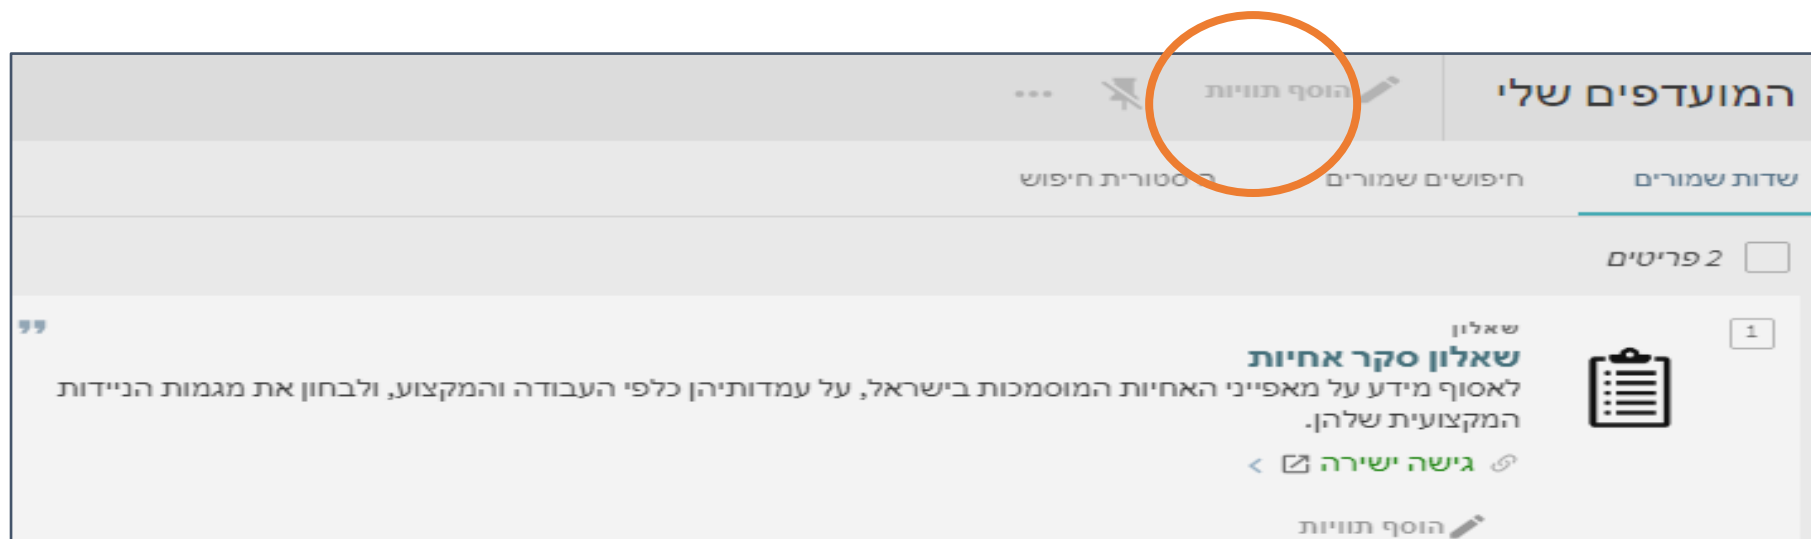 המועדפים שלי
הוסף תוויות
שדות שמורים
חיפושים שמורים
היסטורית חיפוש
2 פריטים
1
שאלון
שאלון סקר אחיות
לאסוף מידע על מאפייני האחיות המוסמכות בישראל, על עמדותיהן כלפי העבודה והמקצוע, ולבחון את מגמות הניידות
המקצועית שלהן.
גישה ישירה
הוסף תוויות